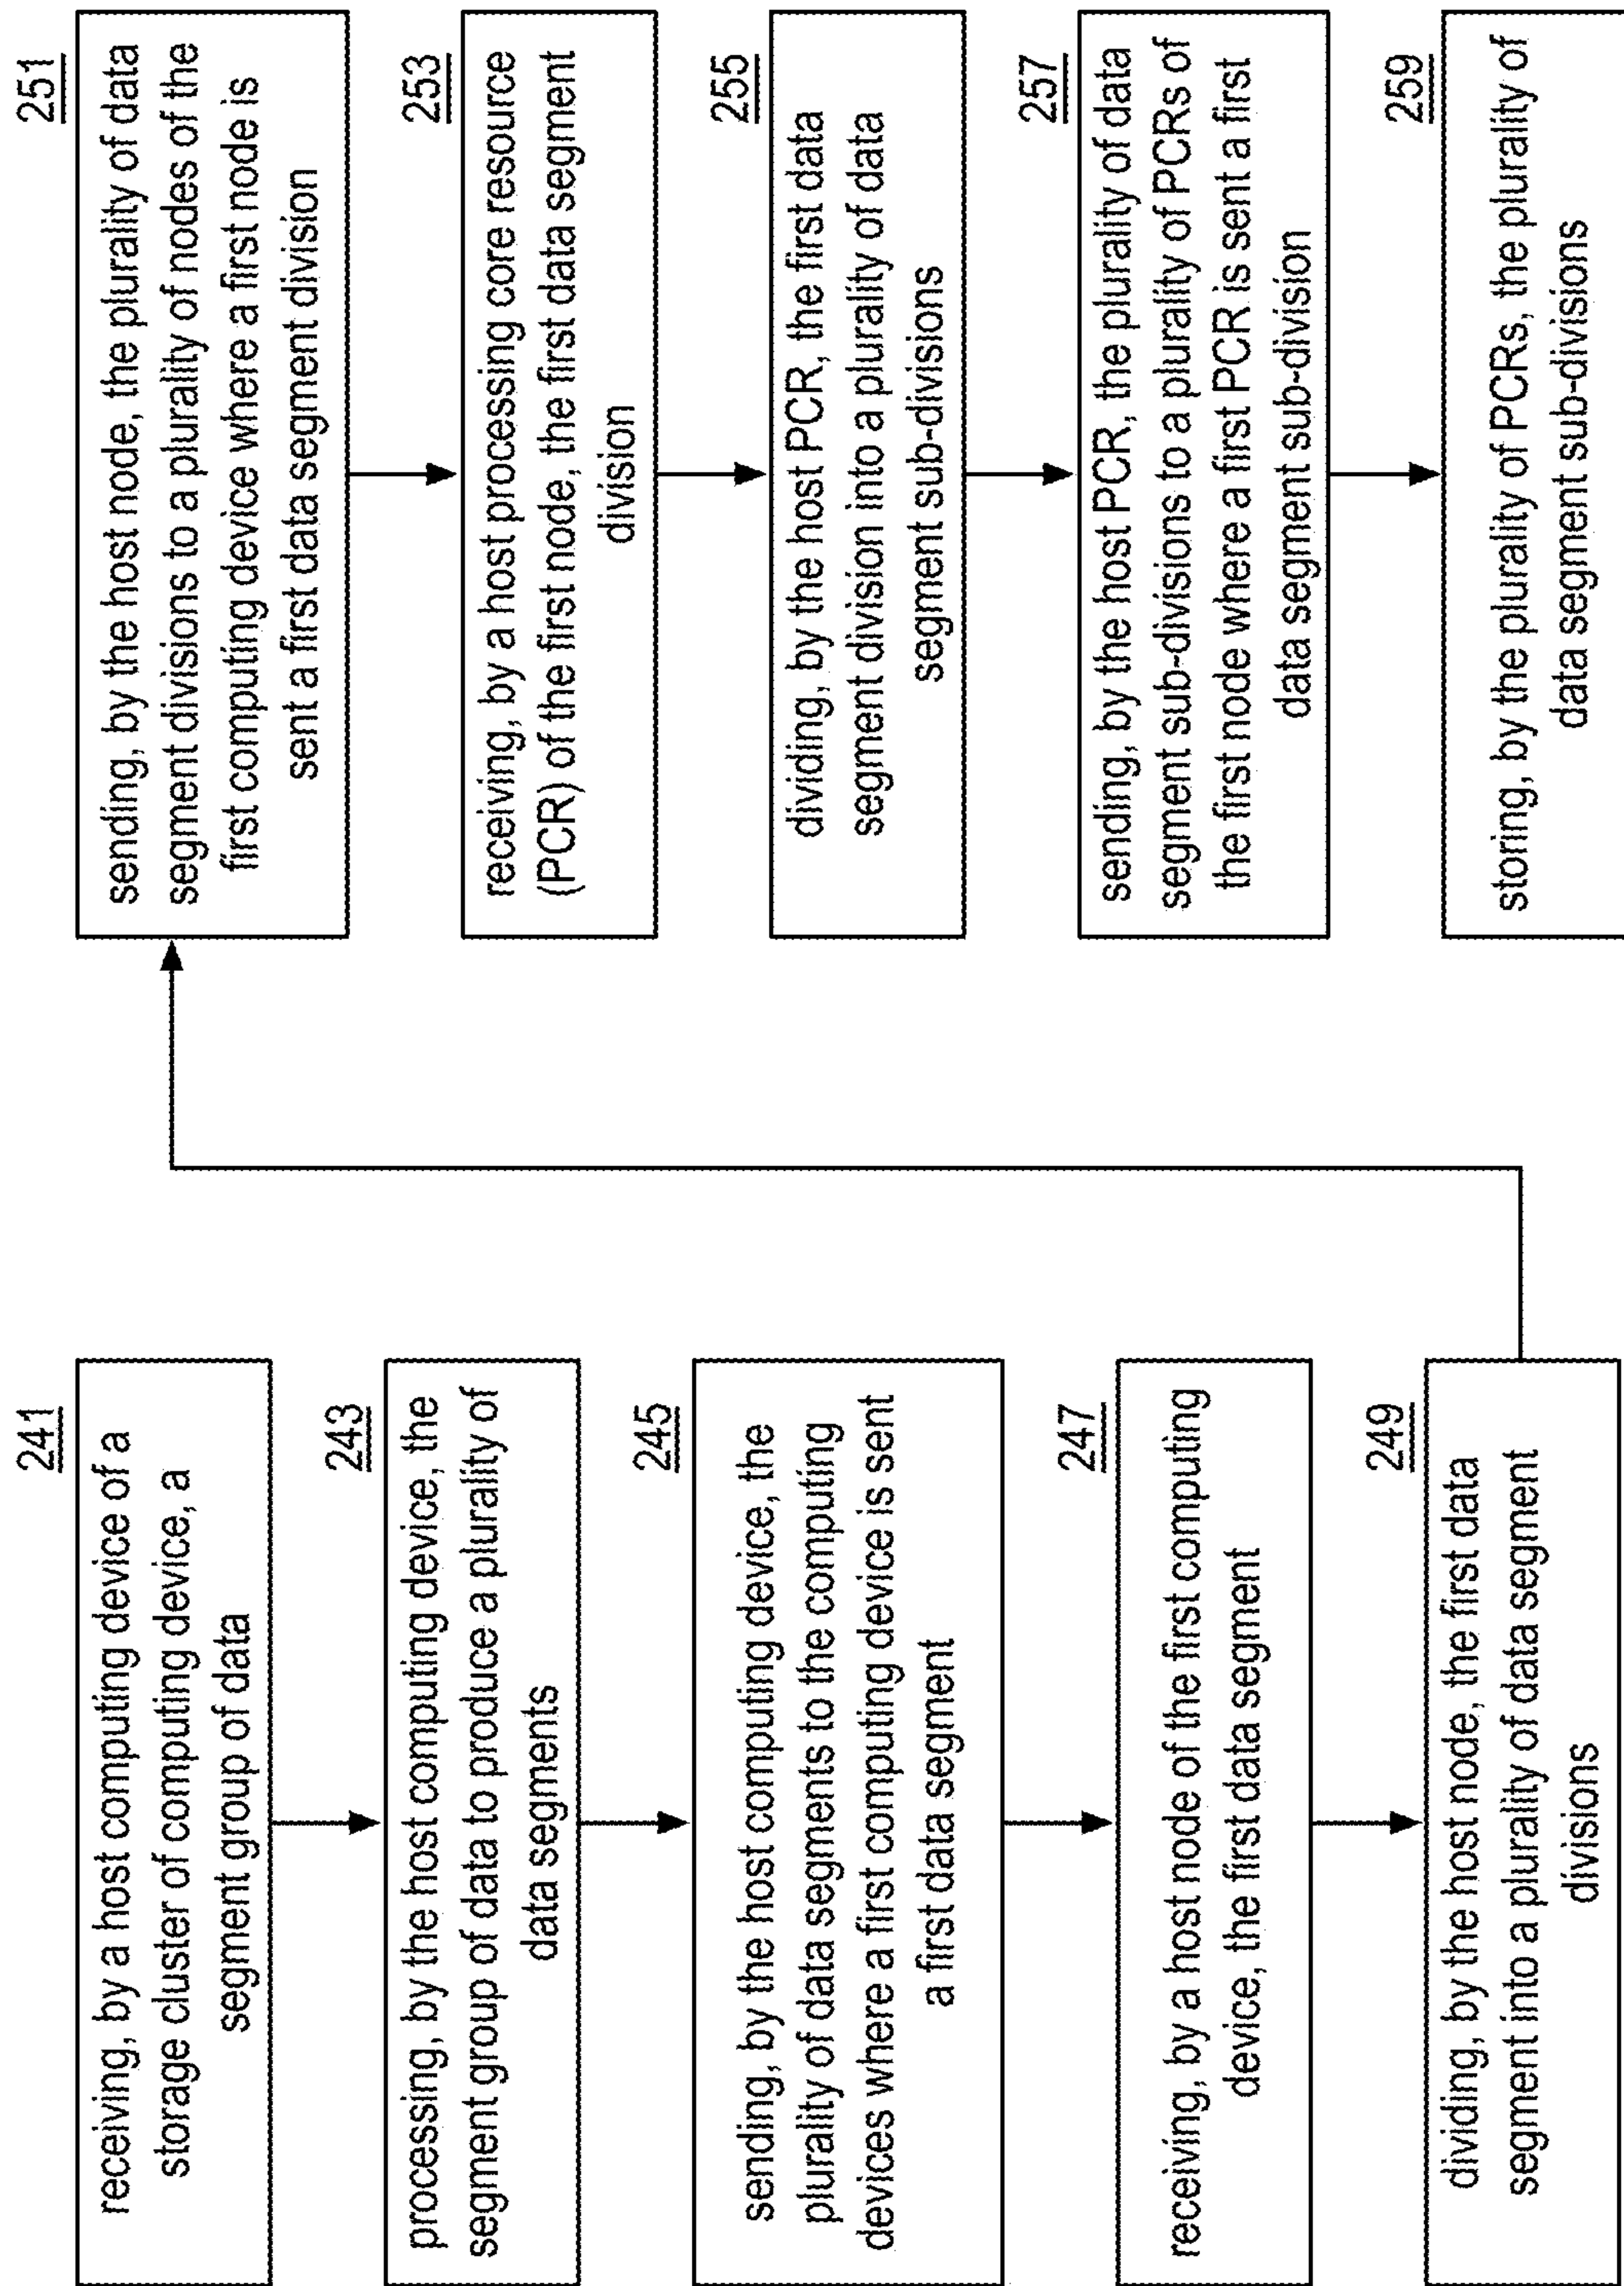 241
receiving, by a host computing device of a
storage cluster of computing device, a
segment group of data
243
processing, by the host computing device, the
segment group of data to produce a plurality of
data segments
245
sending, by the host computing device, the
plurality of data segments to the computing
devices where a first computing device is sent
a first data segment
247
receiving, by a host node of the first computing
device, the first data segment
249
dividing, by the host node, the first data
segment into a plurality of data segment
divisions
251
sending, by the host node, the plurality of data
segment divisions to a plurality of nodes of the
first computing device where a first node is
sent a first data segment division
253
receiving, by a host processing core resource
(PCR) of the first node, the first data segment
division
255
dividing, by the host PCR, the first data
segment division into a plurality of data
segment sub-divisions
257
sending, by the host PCR, the plurality of data
segment sub-divisions to a plurality of PCRs of
the first node where a first PCR is sent a first
data segment sub-division
259
storing, by the plurality of PCRs, the plurality of
data segment sub-divisions